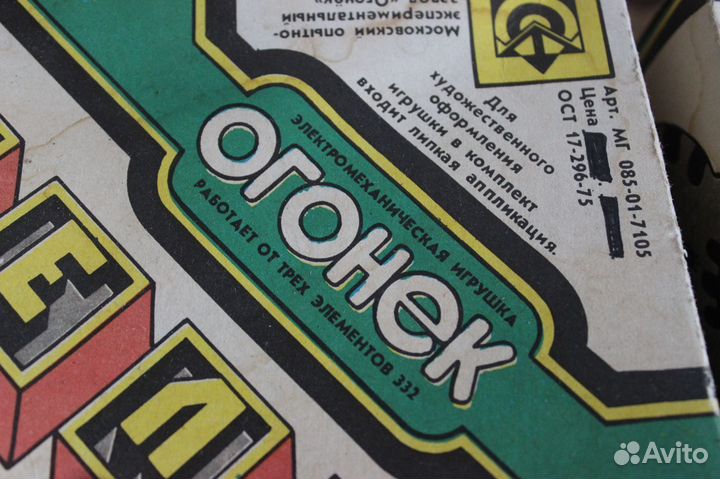 Московский опытно-
экспериментальный
завод «Огонёк»
Для
художественного
оформления
игрушки в комплект
входит липкая аппликация.
Арт. МГ 085-01-7105
Цена
ОСТ 17-296-75
ЭЛЕКТРОМЕХАНИЧЕСКАЯ ИГРУШКА
ОГОНЕК
РАБОТАЕТ ОТ ТРЕХ ЭЛЕМЕНТОВ 332
Е
Д
Avito